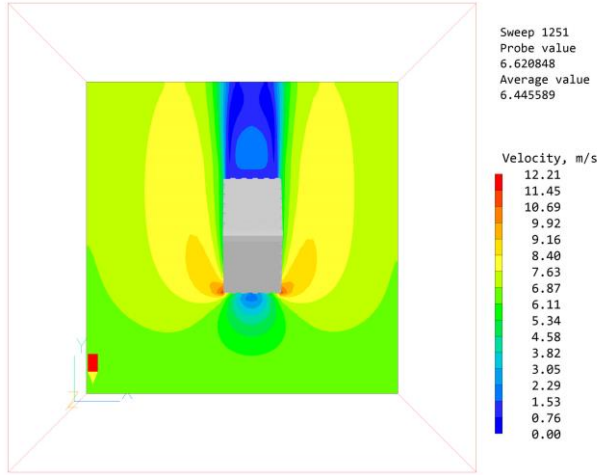 Sweep 1251
Probe value
6.620848
Average value
6.445589
Velocity, m/s
12.21
11.45
10.69
9.92
9.16
8.40
7.63
6.87
6.11
5.34
4.58
3.82
3.05
2.29
1.53
0.76
0.00
Y
Z
X